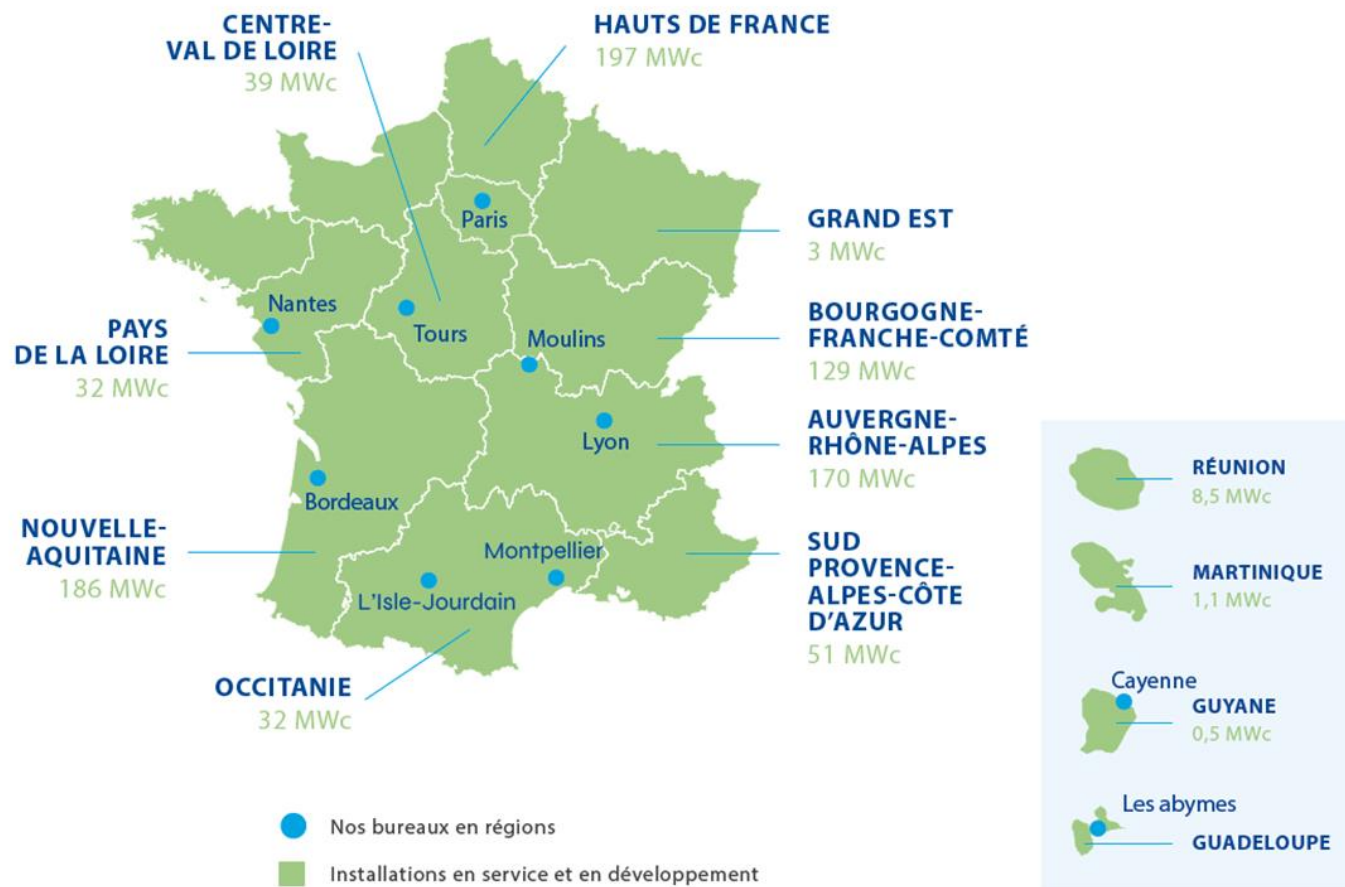 CENTRE-
VAL DE LOIRE
39 MWc
HAUTS DE FRANCE
197 MWc
Paris
GRAND EST
3 MWc
Nantes
Tours
Moulins
PAYS
DE LA LOIRE
32 MWc
BOURGOGNE-
FRANCHE-COMTÉ
129 MWc
Lyon
AUVERGNE-
RHÔNE-ALPES
170 MWc
Bordeaux
NOUVELLE-
AQUITAINE
186 MWc
Montpellier
L'Isle-Jourdain
SUD
PROVENCE-
ALPES-CÔTE
D'AZUR
51 MWc
OCCITANIE
32 MWc
RÉUNION
8,5 MWc
MARTINIQUE
1,1 MWc
Cayenne
GUYANE
0,5 MWc
Les abymes
GUADELOUPE
Nos bureaux en régions
Installations en service et en développement